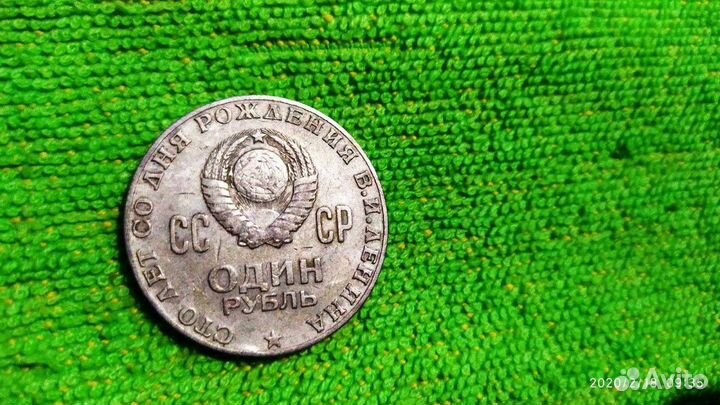 СТО ЛЕТ СО ДНЯ РОЖДЕНИЯ В.И.ЛЕНИНА
СС СР
ОДИН
РУБЛЬ
Avito